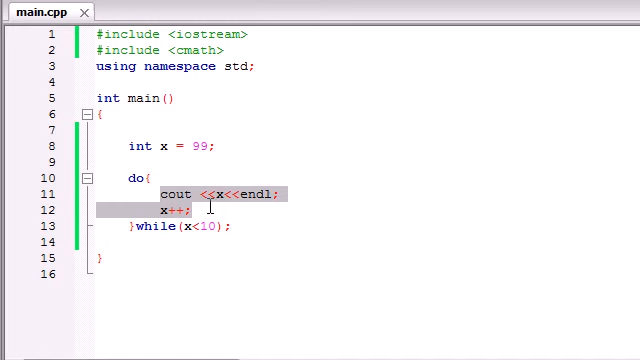 main.cpp
1 #include <iostream>
2 #include <cmath>
3 using namespace std;
4
5 int main()
6 {
7
8 int x = 99;
9
10 do{
11 cout <<x<<endl;
12 x++;
13 }while(x<10);
14
15 }
16